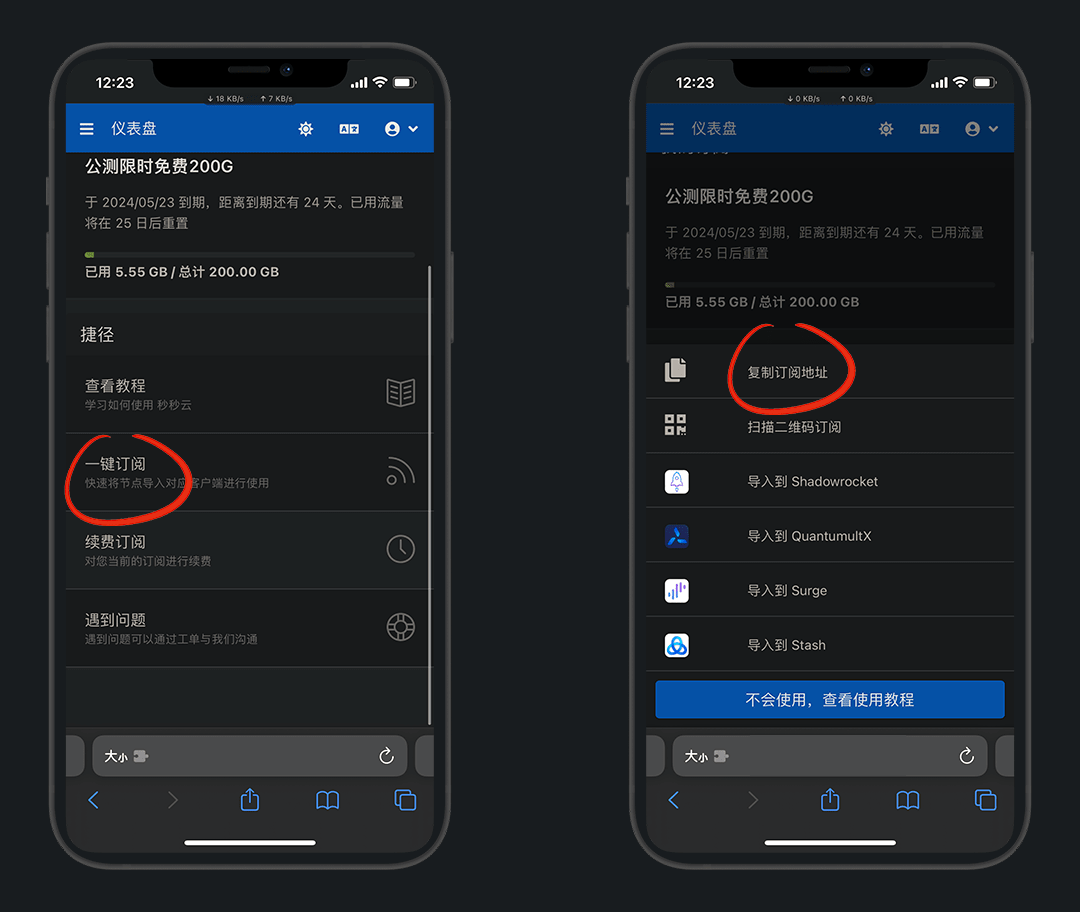 12:23
↓ 18 KB/s ↑ 7 KB/s
仪表盘
公测限时免费200G
于 2024/05/23 到期，距离到期还有 24 天。已用流量
将在 25 日后重置
已用 5.55 GB / 总计 200.00 GB
捷径
查看教程
学习如何使用 秒秒云
一键订阅
快速将节点导入对应客户端进行使用
续费订阅
对您当前的订阅进行续费
遇到问题
遇到问题可以通过工单与我们沟通
大小
12:23
↓ 0 KB/s ↑ 0 KB/s
仪表盘
公测限时免费200G
于 2024/05/23 到期，距离到期还有 24 天。已用流量
将在 25 日后重置
已用 5.55 GB / 总计 200.00 GB
复制订阅地址
扫描二维码订阅
导入到 Shadowrocket
导入到 QuantumultX
导入到 Surge
导入到 Stash
不会使用，查看使用教程
大小